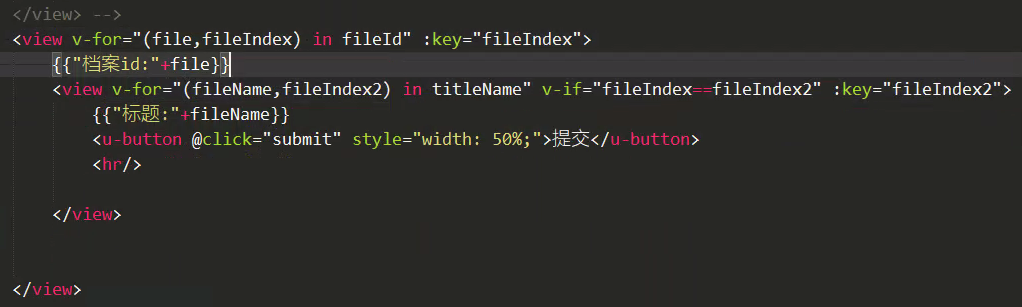 </view> -->
<view v-for="(file,fileIndex) in fileId" :key="fileIndex">
{{"档案id:"+file}}
<view v-for="(fileName,fileIndex2) in titleName" v-if="fileIndex==fileIndex2" :key="fileIndex2">
{{"标题:"+fileName}}
<u-button @click="submit" style="width: 50%;">提交</u-button>
<hr/>
</view>
</view>